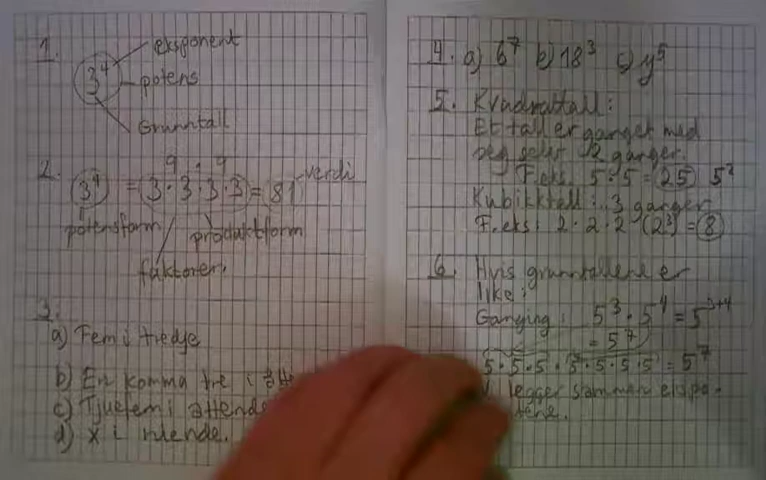 1.
eksponent
3⁴
potens
Grunntall
9 · 9
2. 3⁴ = 3·3·3·3 = 81 verdi
potensform produktform
faktorer
3.
a) Fem i tredje
b) En komma tre i
c) Tjuefem i åttende
d) x i niende.
4. a) 6⁷ b) 18³ c) y⁵
5. Kvadrattall:
Et tall er ganget med
seg selv 2 ganger.
F.eks. 5·5 = 25 5²
Kubikktall: 3 ganger
F.eks: 2·2·2 (2³) = 8
6. Hvis grunntallene er
like:
Ganging: 5³·5⁴ = 5³⁺⁴
= 5⁷
5·5·5·5·5·5·5 = 5⁷
legger sammen